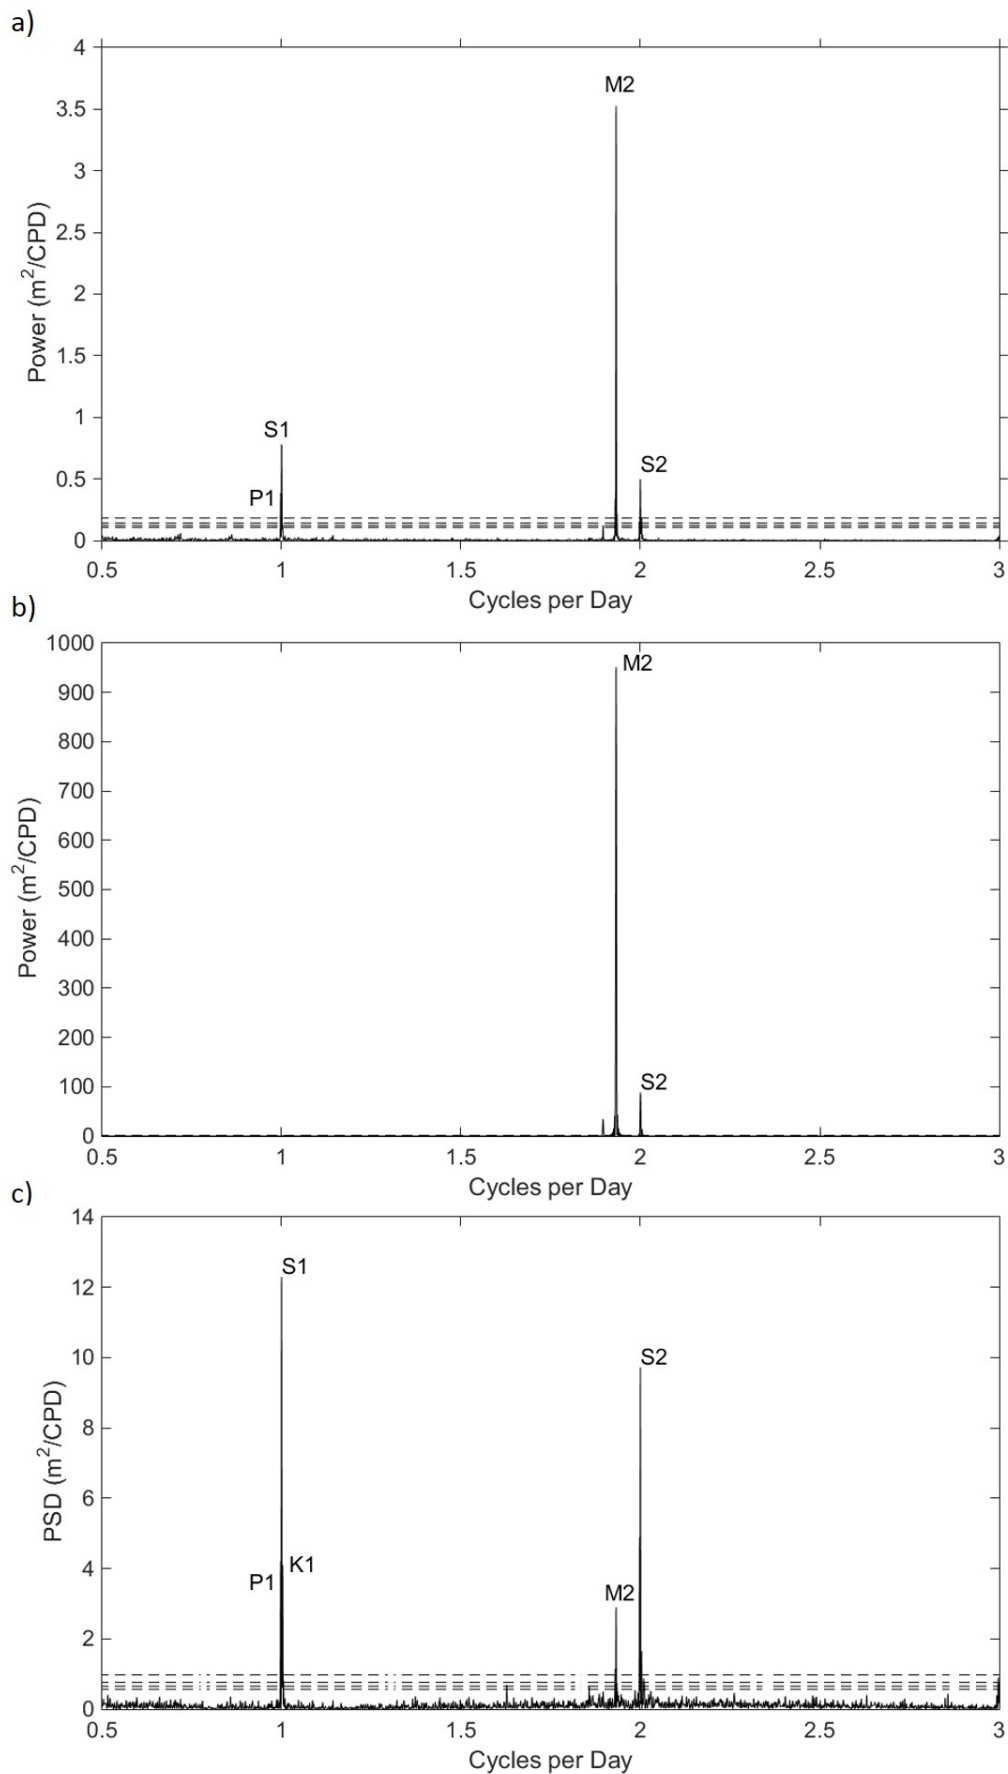 a)
4
3.5
3
2.5
2
1.5
1
0.5
0
Power (m²/CPD)
M2
S1
P1
S2
0.5 1 1.5 2 2.5 3
Cycles per Day
b)
1000
900
800
700
600
500
400
300
200
100
0
Power (m²/CPD)
M2
S2
0.5 1 1.5 2 2.5 3
Cycles per Day
c)
14
12
10
8
6
4
2
0
PSD (m²/CPD)
S1
S2
K1
P1
M2
0.5 1 1.5 2 2.5 3
Cycles per Day